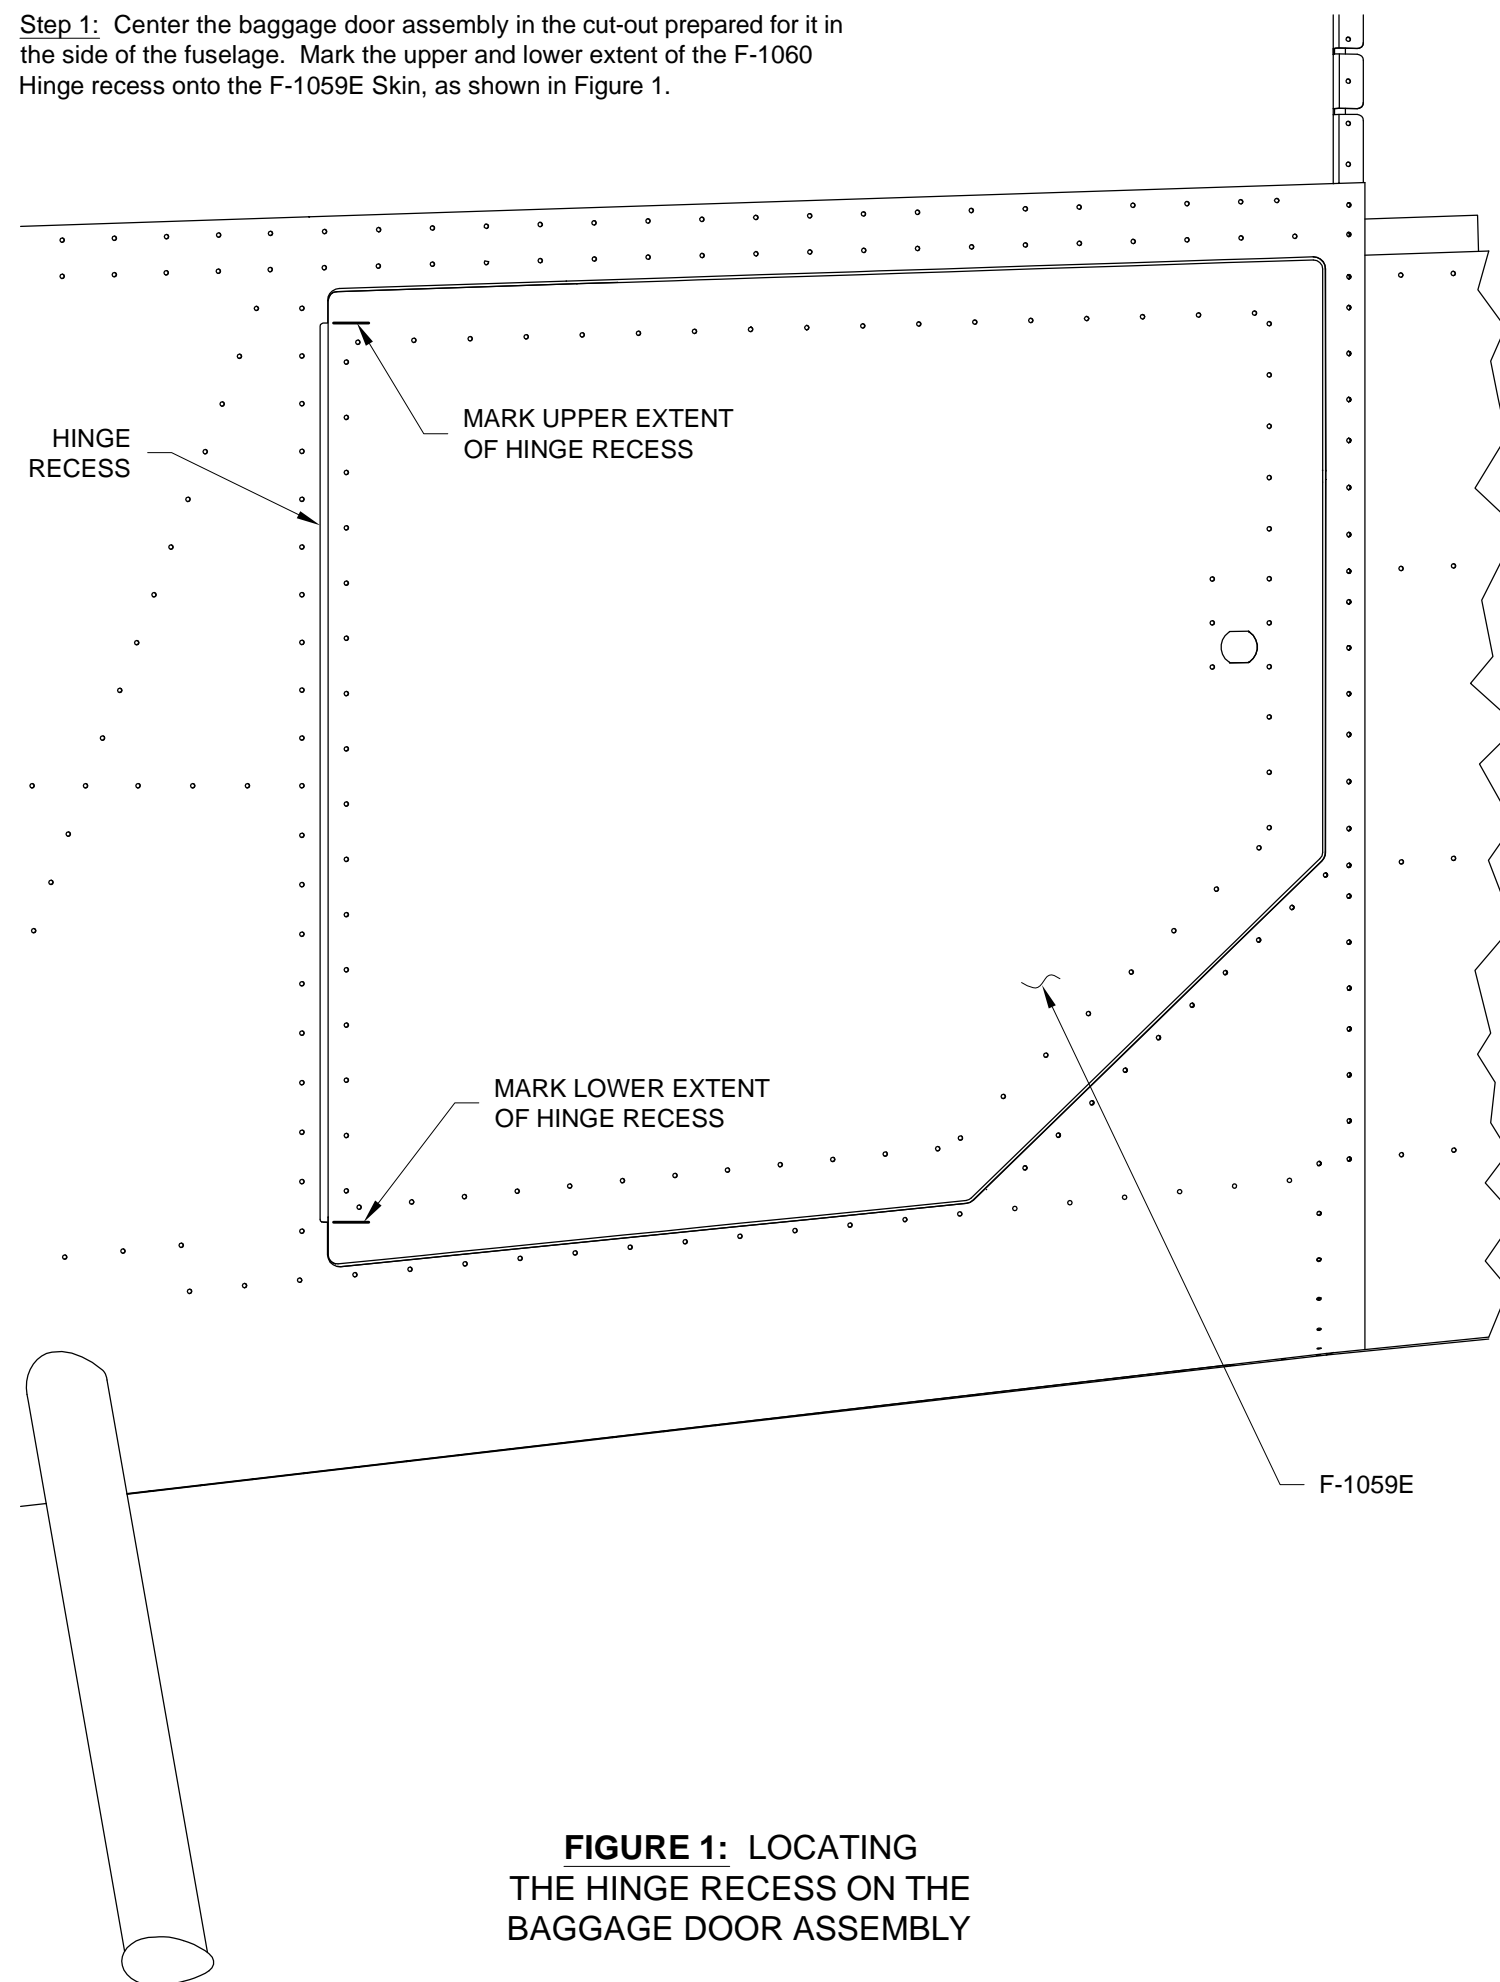 Step 1: Center the baggage door assembly in the cut-out prepared for it in
the side of the fuselage. Mark the upper and lower extent of the F-1060
Hinge recess onto the F-1059E Skin, as shown in Figure 1.
MARK UPPER EXTENT
OF HINGE RECESS
HINGE
RECESS
MARK LOWER EXTENT
OF HINGE RECESS
F-1059E
FIGURE 1: LOCATING
THE HINGE RECESS ON THE
BAGGAGE DOOR ASSEMBLY